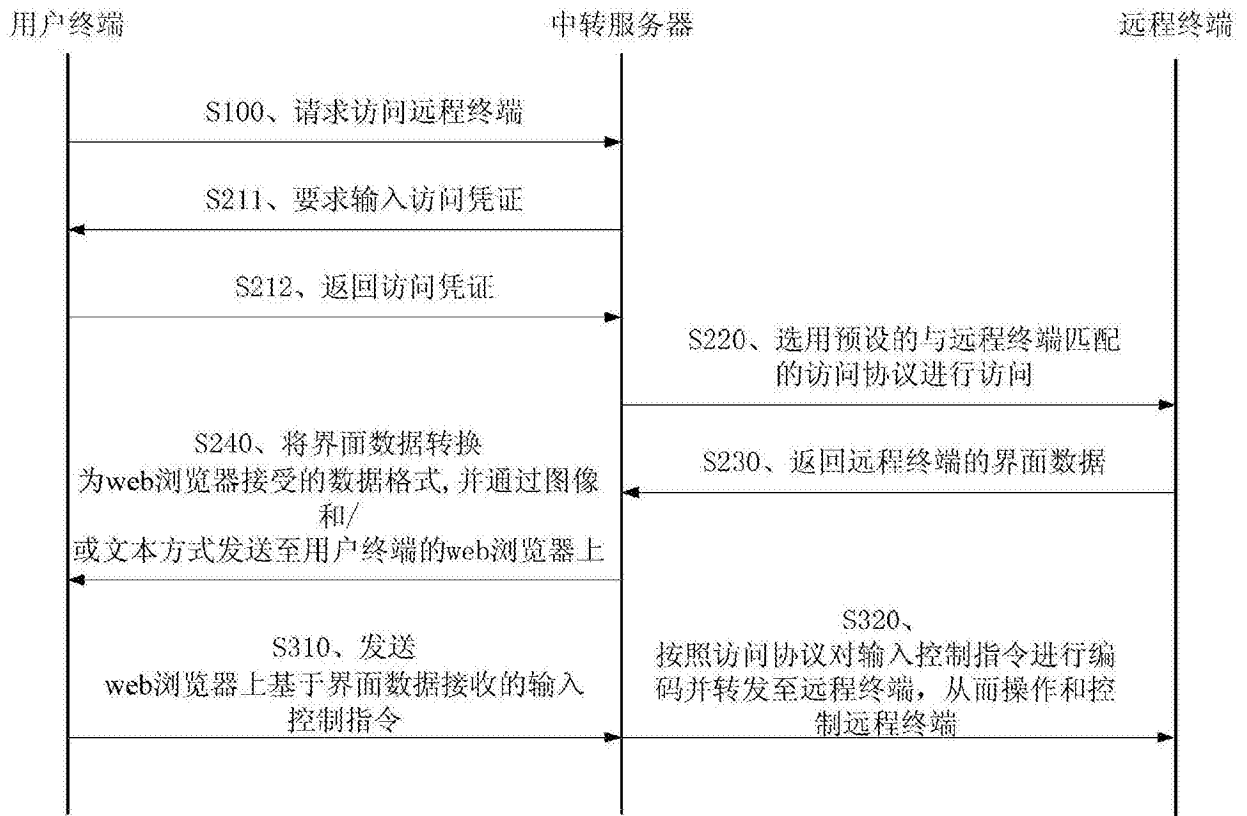 用户终端
中转服务器
远程终端
S100、请求访问远程终端
S211、要求输入访问凭证
S212、返回访问凭证
S220、选用预设的与远程终端匹配
的访问协议进行访问
S230、返回远程终端的界面数据
S240、将界面数据转换
为web浏览器接受的数据格式,并通过图像
和/
或文本方式发送至用户终端的web浏览器上
S310、发送
web浏览器上基于界面数据接收的输入
控制指令
S320、
按照访问协议对输入控制指令进行编
码并转发至远程终端，从而操作和控
制远程终端